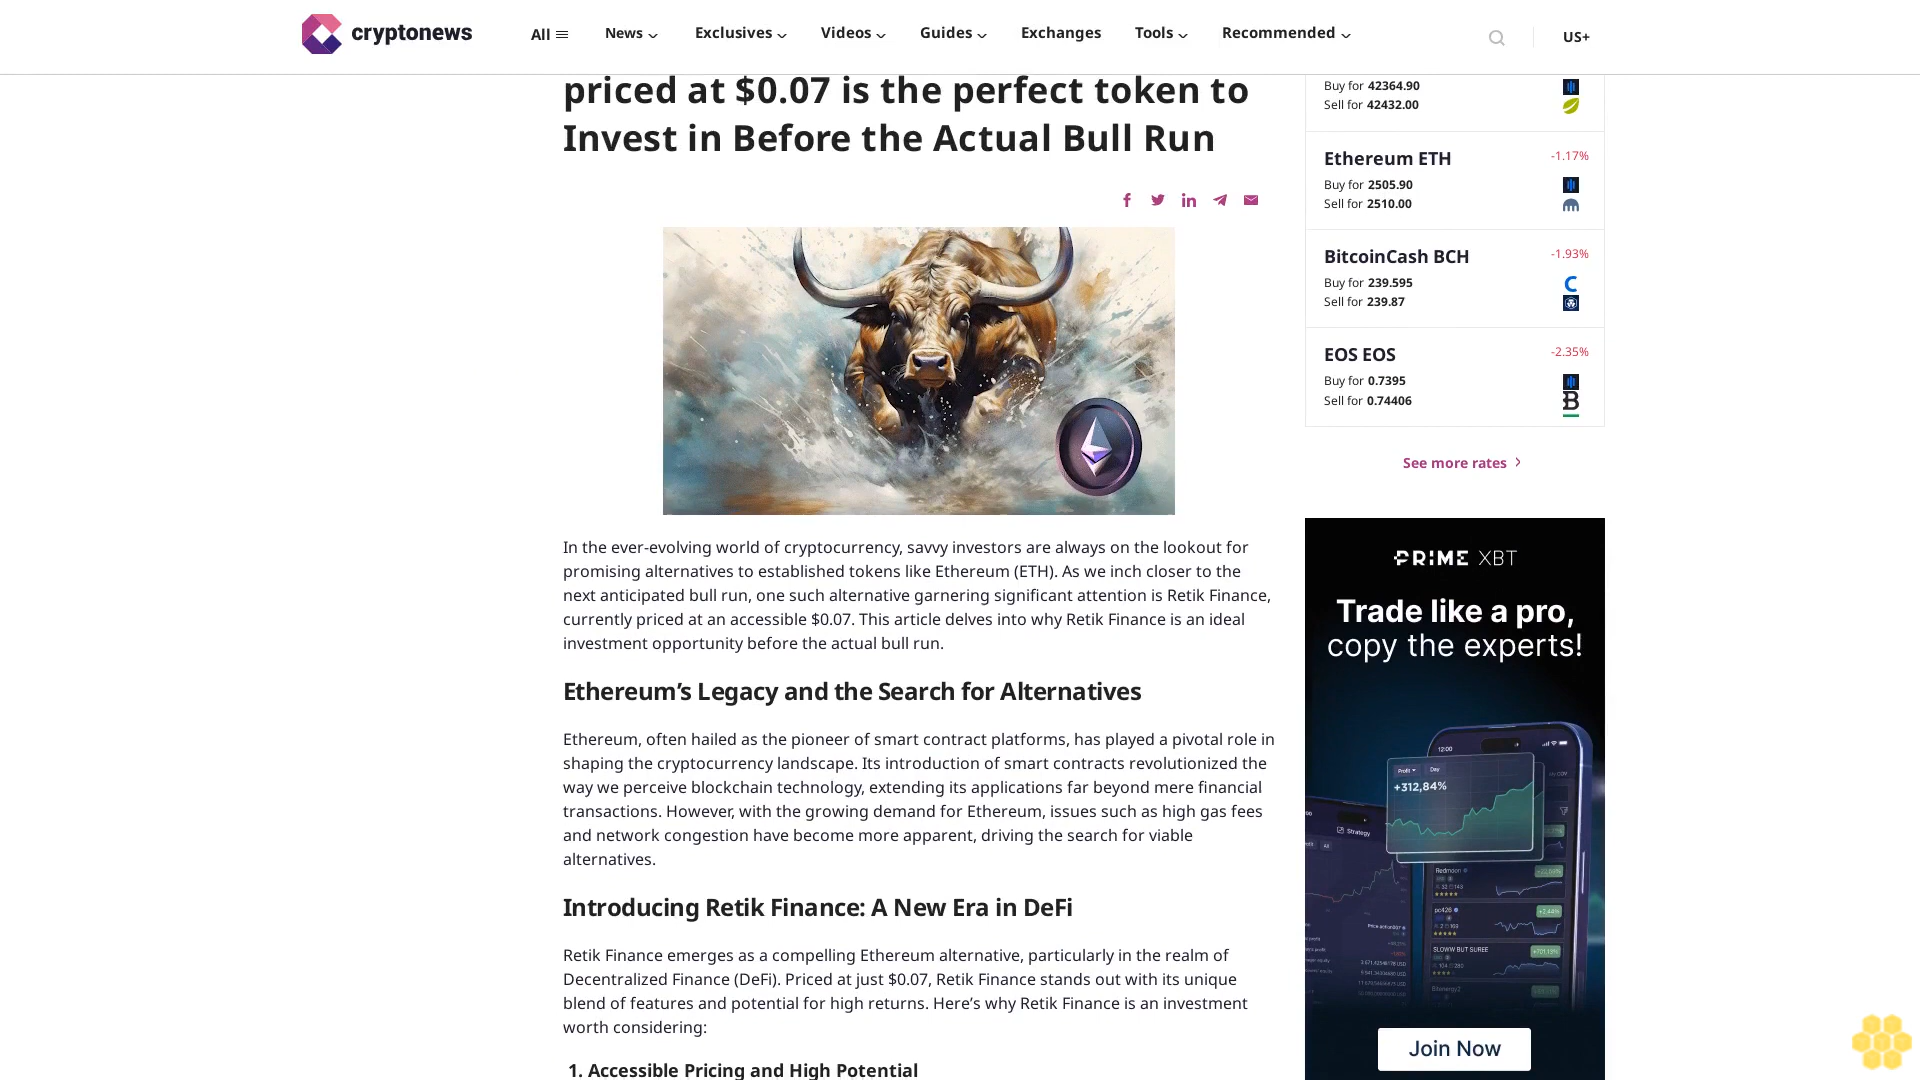 cryptonews
All
News
Exclusives
Videos
Guides
Exchanges
Tools
Recommended
US+
priced at $0.07 is the perfect token to
Invest in Before the Actual Bull Run
In the ever-evolving world of cryptocurrency, savvy investors are always on the lookout for
promising alternatives to established tokens like Ethereum (ETH). As we inch closer to the
next anticipated bull run, one such alternative garnering significant attention is Retik Finance,
currently priced at an accessible $0.07. This article delves into why Retik Finance is an ideal
investment opportunity before the actual bull run.
Ethereum’s Legacy and the Search for Alternatives
Ethereum, often hailed as the pioneer of smart contract platforms, has played a pivotal role in
shaping the cryptocurrency landscape. Its introduction of smart contracts revolutionized the
way we perceive blockchain technology, extending its applications far beyond mere financial
transactions. However, with the growing demand for Ethereum, issues such as high gas fees
and network congestion have become more apparent, driving the search for viable
alternatives.
Introducing Retik Finance: A New Era in DeFi
Retik Finance emerges as a compelling Ethereum alternative, particularly in the realm of
Decentralized Finance (DeFi). Priced at just $0.07, Retik Finance stands out with its unique
blend of features and potential for high returns. Here’s why Retik Finance is an investment
worth considering:
1. Accessible Pricing and High Potential
Buy for 42364.90
Sell for 42432.00
Ethereum ETH
-1.17%
Buy for 2505.90
Sell for 2510.00
BitcoinCash BCH
-1.93%
Buy for 239.595
Sell for 239.87
EOS EOS
-2.35%
Buy for 0.7395
Sell for 0.74406
See more rates
PRIME XBT
Trade like a pro,
copy the experts!
12:00
Profit
Day
+312,84%
Strategy
All
Redmoon
po426
+2,44%
SLOWW BUT SUREE
Bitenergy2
Join Now